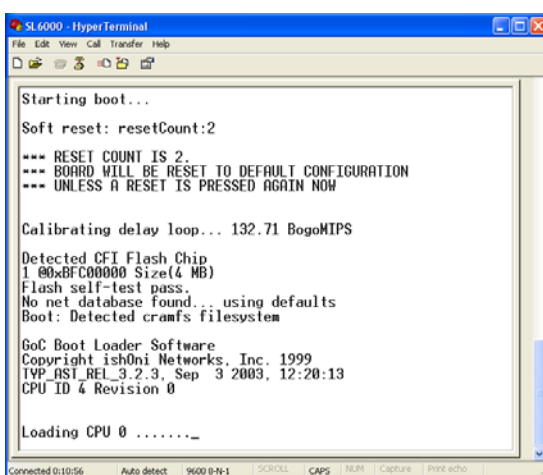 SL6000 - HyperTerminal
File Edit View Call Transfer Help
Starting boot...
Soft reset: resetCount:2
*** RESET COUNT IS 2.
*** BOARD WILL BE RESET TO DEFAULT CONFIGURATION
*** UNLESS A RESET IS PRESSED AGAIN NOW
Calibrating delay loop... 132.71 BogoMIPS
Detected CFI Flash Chip
1 @0xBFC00000 Size(4 MB)
Flash self-test pass.
No net database found... using defaults
Boot: Detected cramfs filesystem
GoC Boot Loader Software
Copyright ishOni Networks, Inc. 1999
TYP_AST_REL_3.2.3, Sep 3 2003, 12:20:13
CPU ID 4 Revision 0
Loading CPU 0 ......._
Connected 0:10:56 Auto detect 9600 8-N-1 SCROLL CAPS NUM Capture Print echo